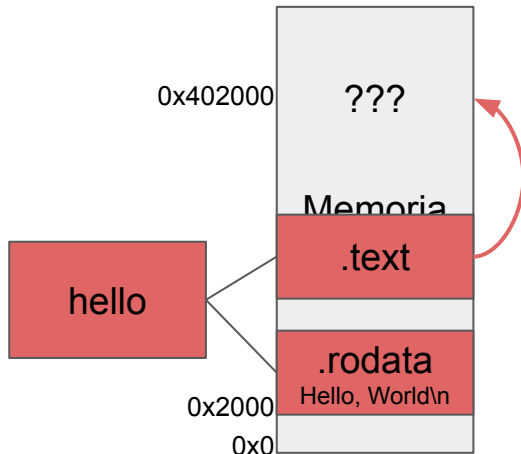 0x402000
???
Memoria
.text
hello
.rodata
Hello, World\n
0x2000
0x0